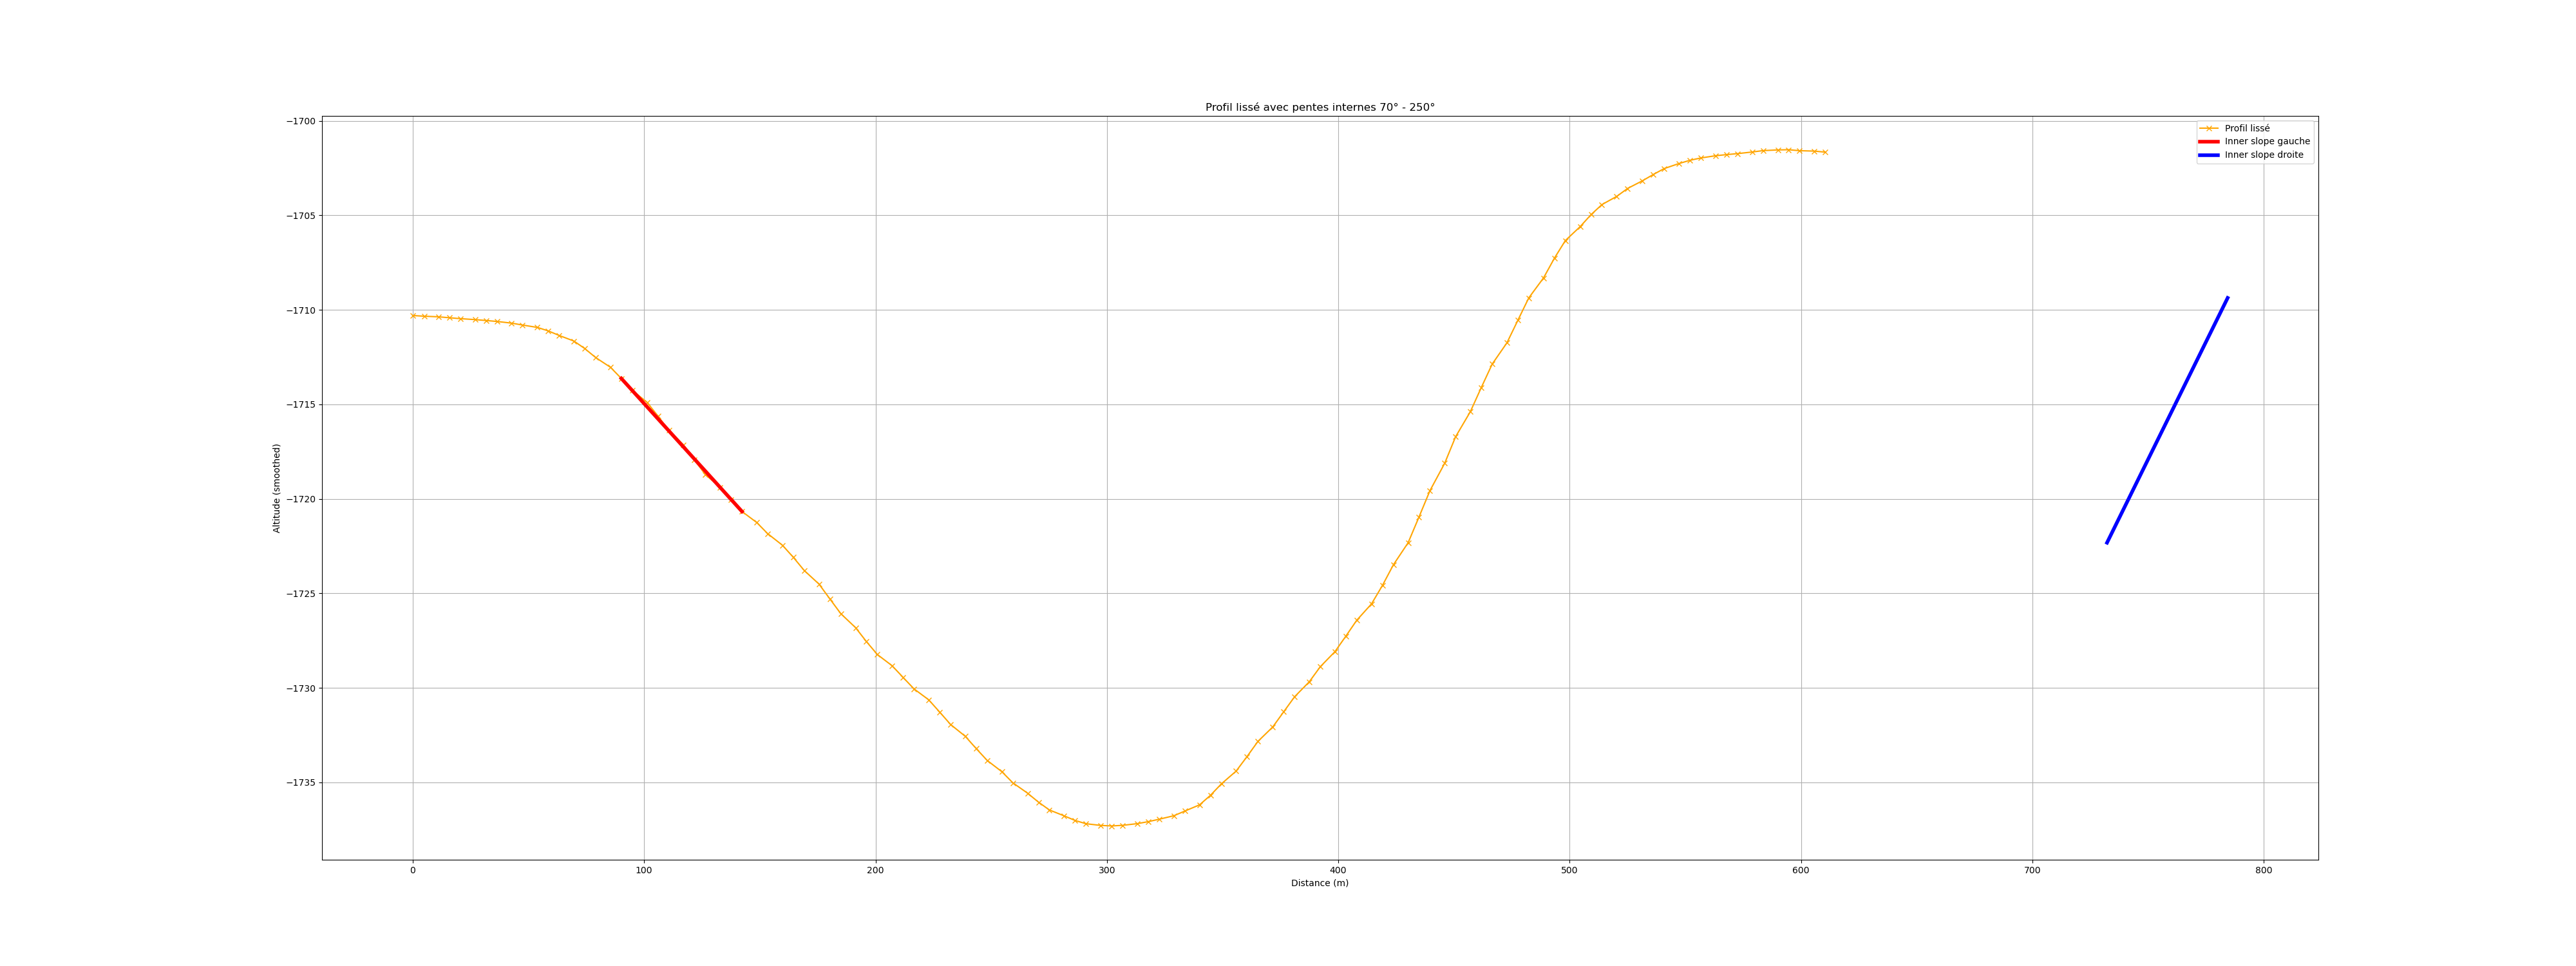 Profil lissé avec pentes internes 70° - 250°
Profil lissé
Inner slope gauche
Inner slope droite
Altitude (smoothed)
−1700
−1705
−1710
−1715
−1720
−1725
−1730
−1735
0 100 200 300 400 500 600 700 800
Distance (m)